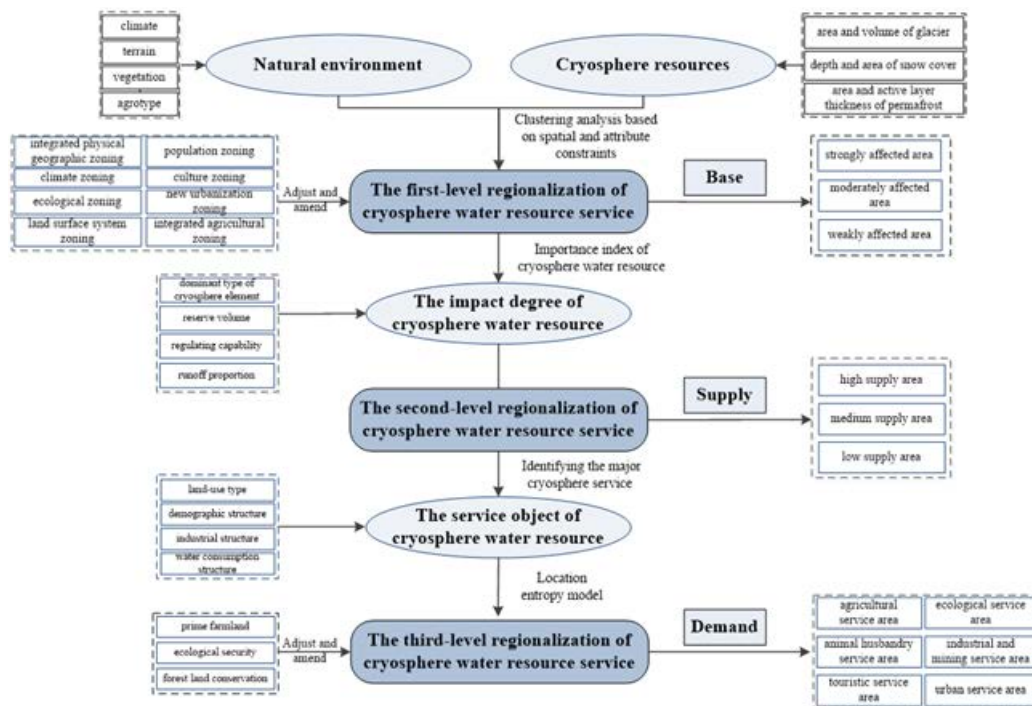 climate
terrain
vegetation
agrotype
Natural environment
Cryosphere resources
area and volume of glacier
depth and area of snow cover
area and active layer
thickness of permafrost
Clustering analysis based
on spatial and attribute
constraints
integrated physical
geographic zoning
population zoning
climate zoning
culture zoning
ecological zoning
new urbanization
zoning
land surface system
zoning
integrated agricultural
zoning
Adjust and
amend
The first-level regionalization of
cryosphere water resource service
Base
strongly affected area
moderately affected
area
weakly affected area
Importance index of
cryosphere water resource
dominant type of
cryosphere element
reserve volume
regulating capability
runoff proportion
The impact degree of
cryosphere water resource
The second-level regionalization of
cryosphere water resource service
Supply
high supply area
medium supply area
low supply area
Identifying the major
cryosphere service
land-use type
demographic structure
industrial structure
water consumption
structure
The service object of
cryosphere water resource
Location
entropy model
prime farmland
ecological security
forest land conservation
Adjust and
amend
The third-level regionalization of
cryosphere water resource service
Demand
agricultural
service area
ecological service
area
animal husbandry
service area
industrial and
mining service area
touristic service
area
urban service area